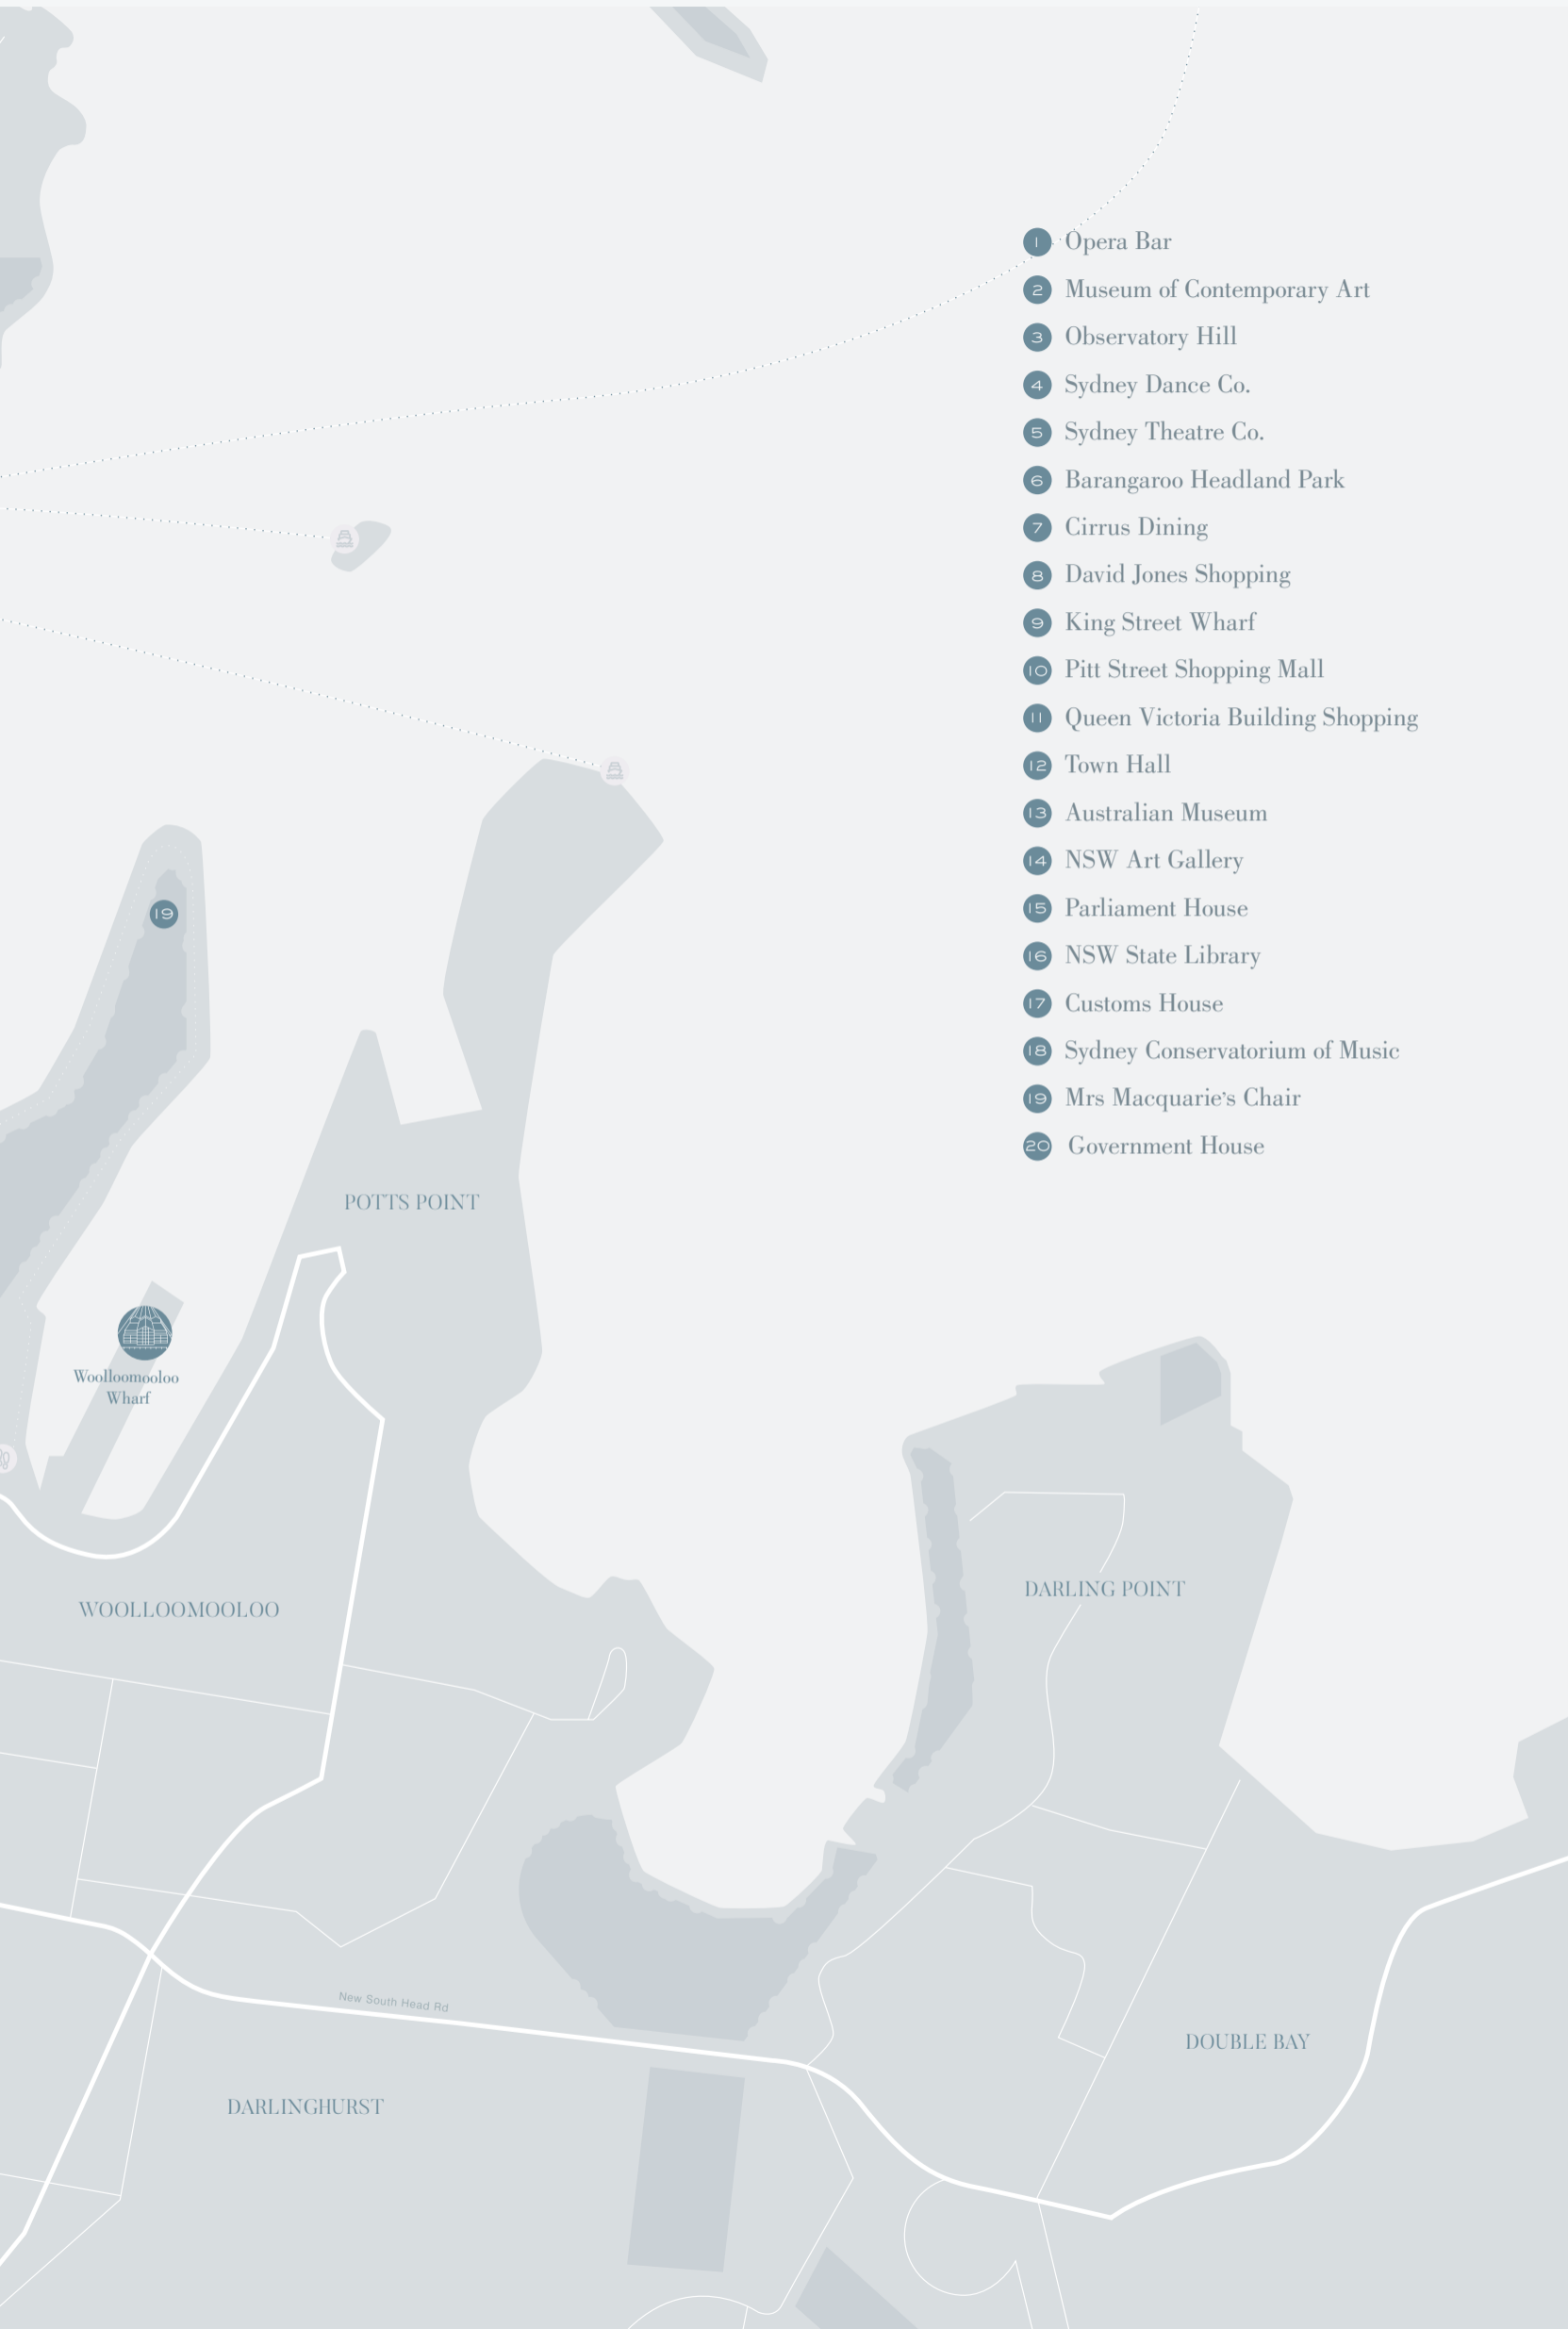 1 Opera Bar
2 Museum of Contemporary Art
3 Observatory Hill
4 Sydney Dance Co.
5 Sydney Theatre Co.
6 Barangaroo Headland Park
7 Cirrus Dining
8 David Jones Shopping
9 King Street Wharf
10 Pitt Street Shopping Mall
11 Queen Victoria Building Shopping
12 Town Hall
13 Australian Museum
14 NSW Art Gallery
15 Parliament House
16 NSW State Library
17 Customs House
18 Sydney Conservatorium of Music
19 Mrs Macquarie's Chair
20 Government House
19
POTTS POINT
Woolloomooloo
Wharf
DARLING POINT
WOOLLOOMOOLOO
New South Head Rd
DOUBLE BAY
DARLINGHURST